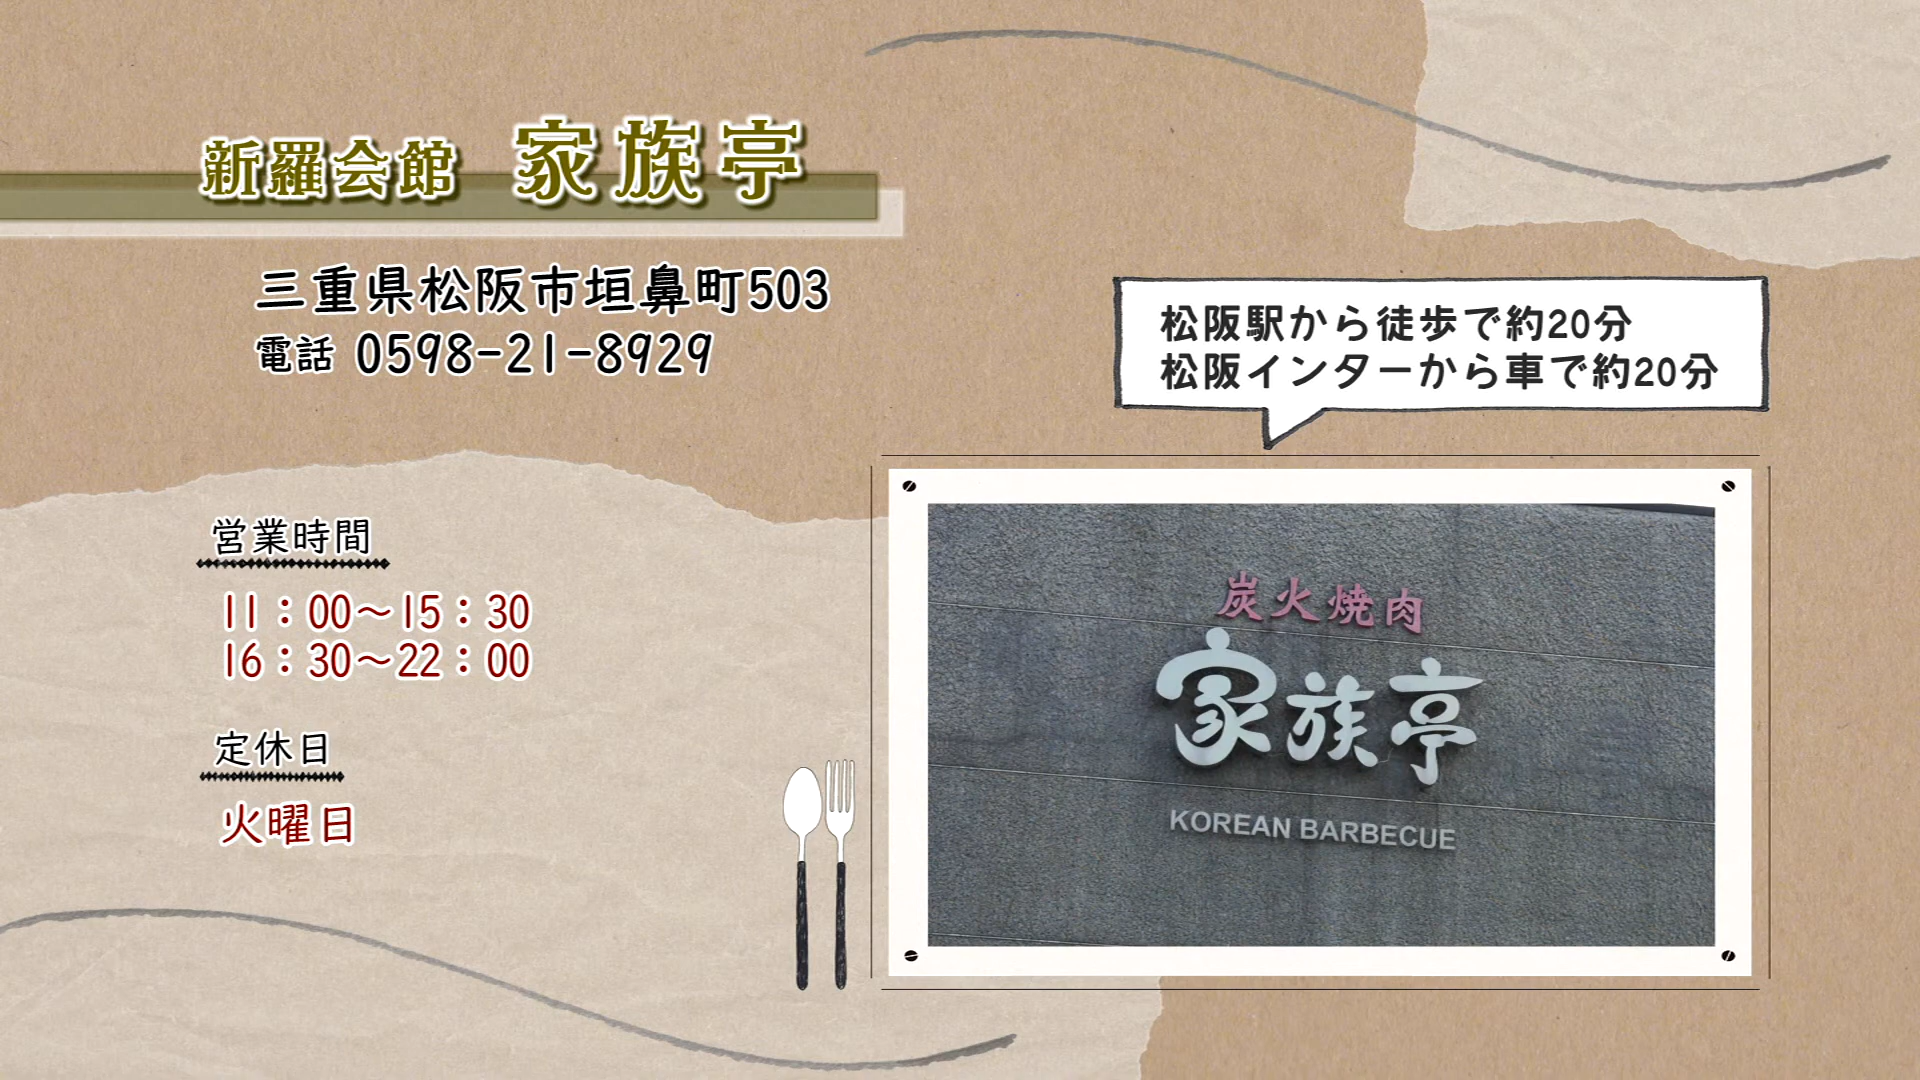 新羅会館 家族亭
三重県松阪市垣鼻町503
電話 0598-21-8929
松阪駅から徒歩で約20分
松阪インターから車で約20分
営業時間
11：00～15：30
16：30～22：00
定休日
火曜日
炭火焼肉
家族亭
KOREAN BARBECUE